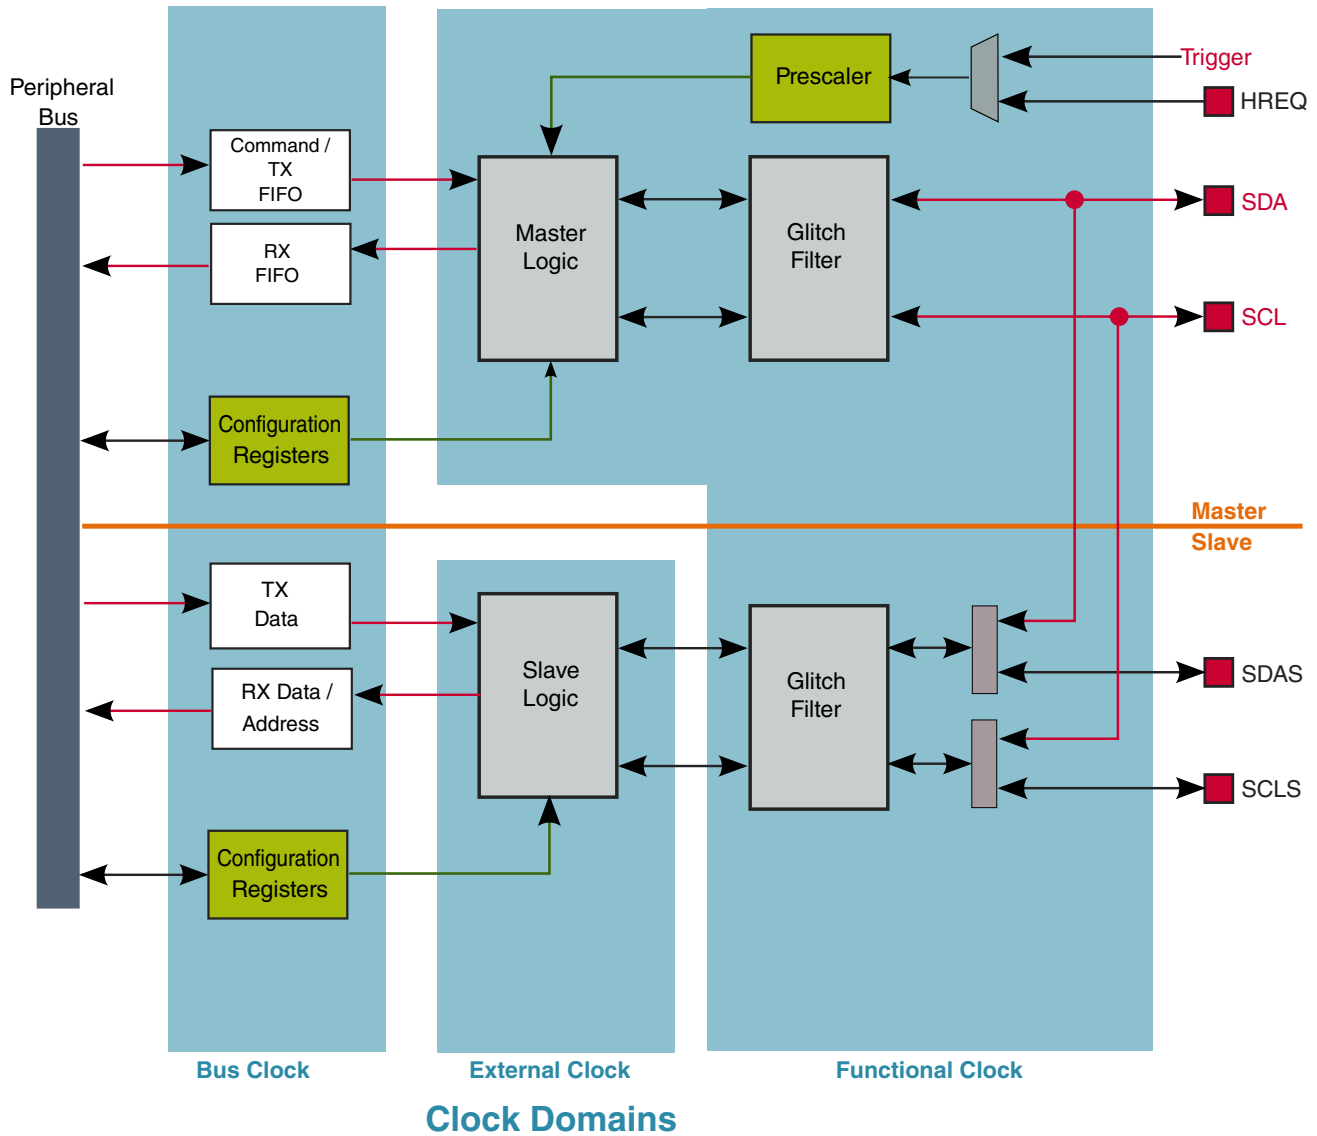 Peripheral
Bus
Command /
TX
FIFO
RX
FIFO
Configuration
Registers
Master
Logic
Prescaler
Glitch
Filter
Trigger
HREQ
SDA
SCL
Master
Slave
TX
Data
RX Data /
Address
Configuration
Registers
Slave
Logic
Glitch
Filter
SDAS
SCLS
Bus Clock
External Clock
Functional Clock
Clock Domains